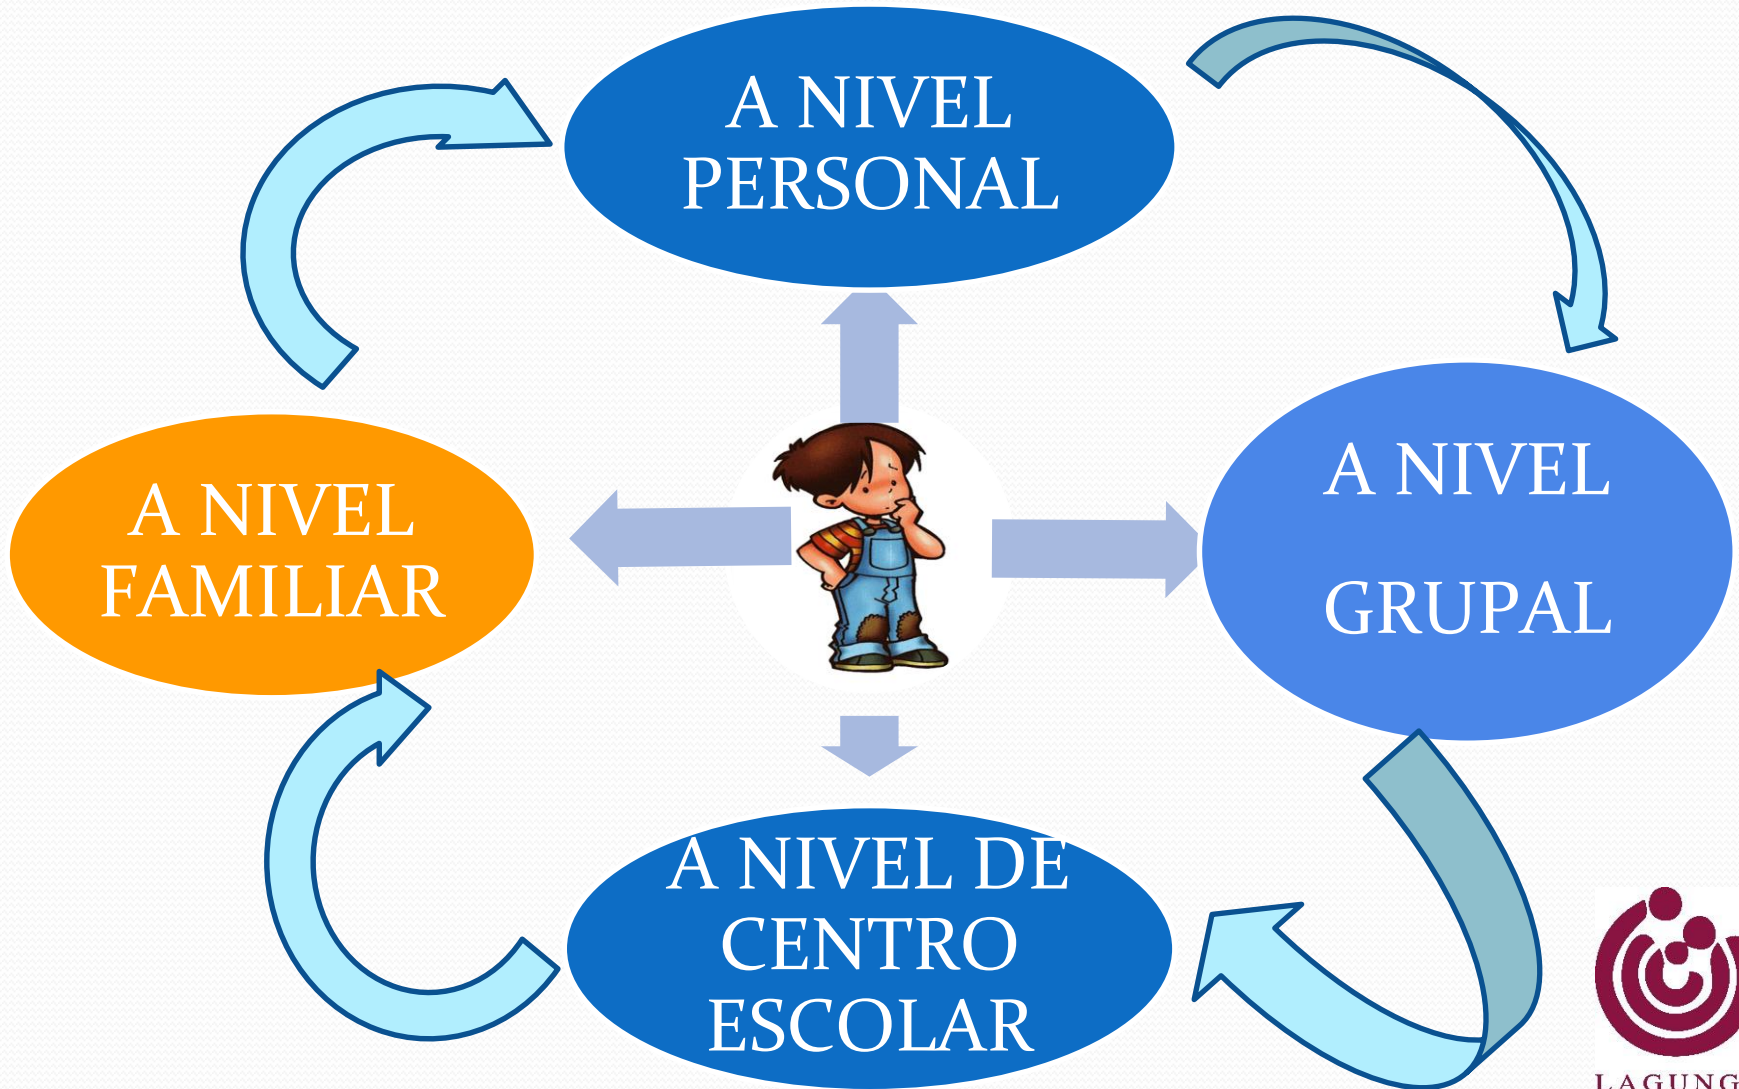 A NIVEL
PERSONAL
A NIVEL
FAMILIAR
A NIVEL
GRUPAL
A NIVEL DE
CENTRO
ESCOLAR